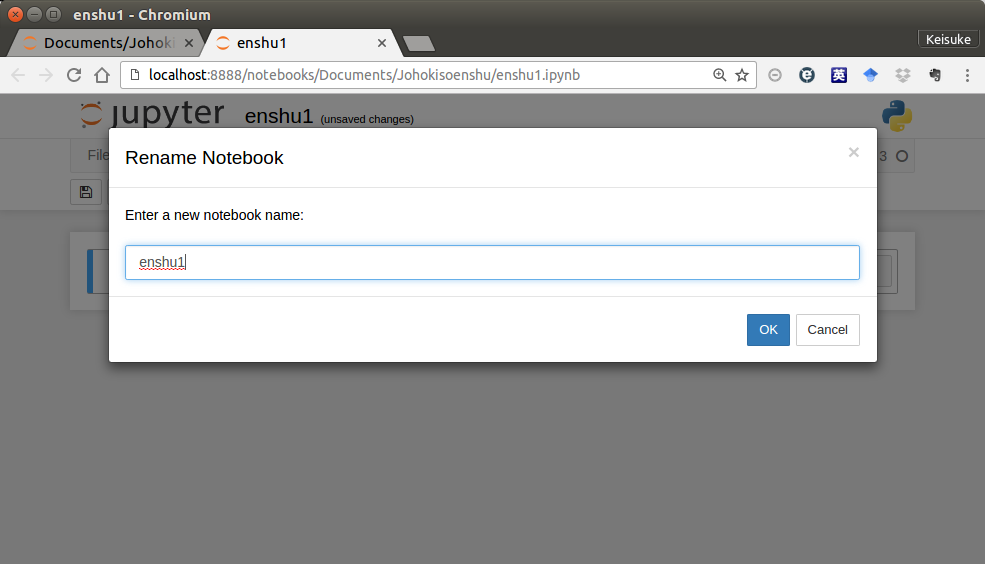 enshu1 - Chromium
Documents/Johoki
enshu1
Keisuke
localhost:8888/notebooks/Documents/Johokisoenshu/enshu1.ipynb
英
jupyter enshu1 (unsaved changes)
File
3
Rename Notebook
×
Enter a new notebook name:
enshu1
OK
Cancel